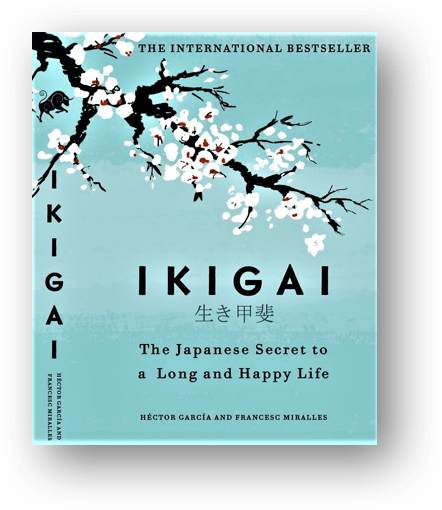 THE INTERNATIONAL BESTSELLER
IKIGAI
生き甲斐
The Japanese Secret to
a Long and Happy Life
HÉCTOR GARCÍA AND FRANCESC MIRALLES
IKIGAI
HÉCTOR GARCÍA AND
FRANCESC MIRALLES